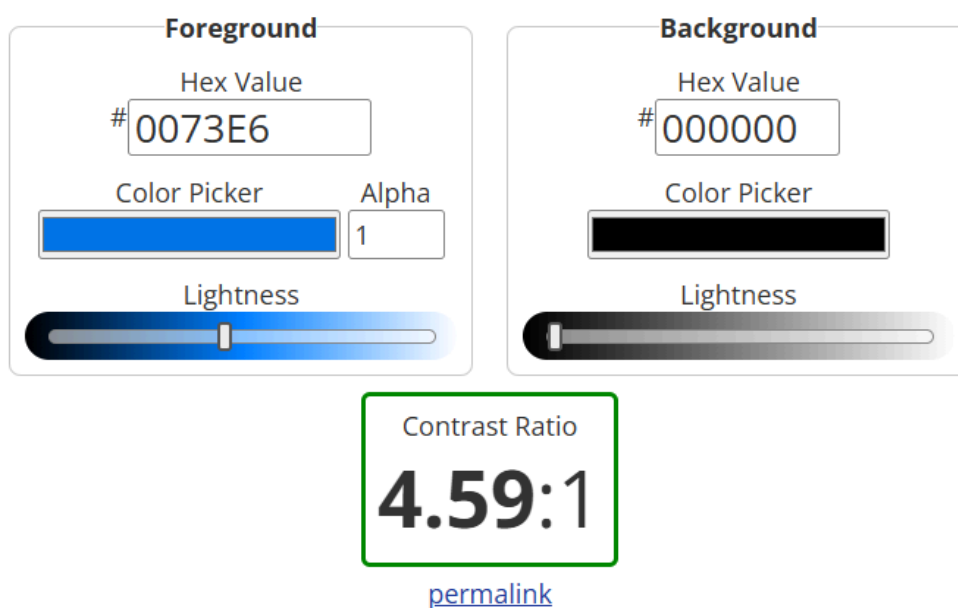 Foreground
Hex Value
#0073E6
Color Picker Alpha
1
Lightness
Background
Hex Value
#000000
Color Picker
Lightness
Contrast Ratio
4.59:1
permalink